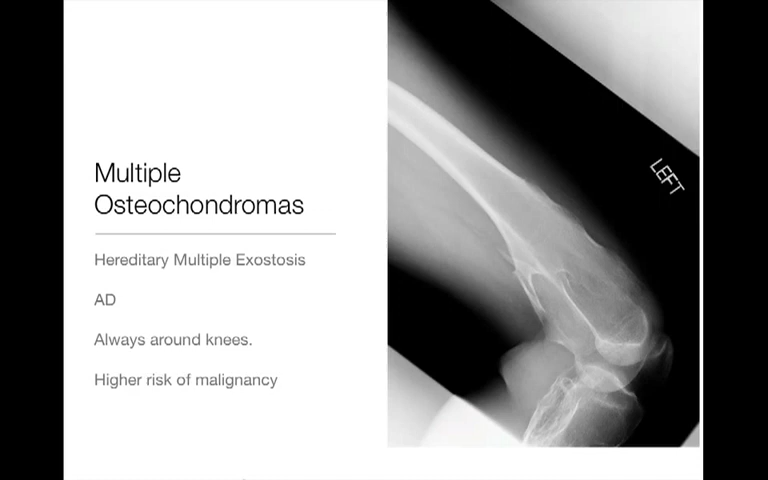 Multiple
Osteochondromas
Hereditary Multiple Exostosis
AD
Always around knees.
Higher risk of malignancy
LEFT